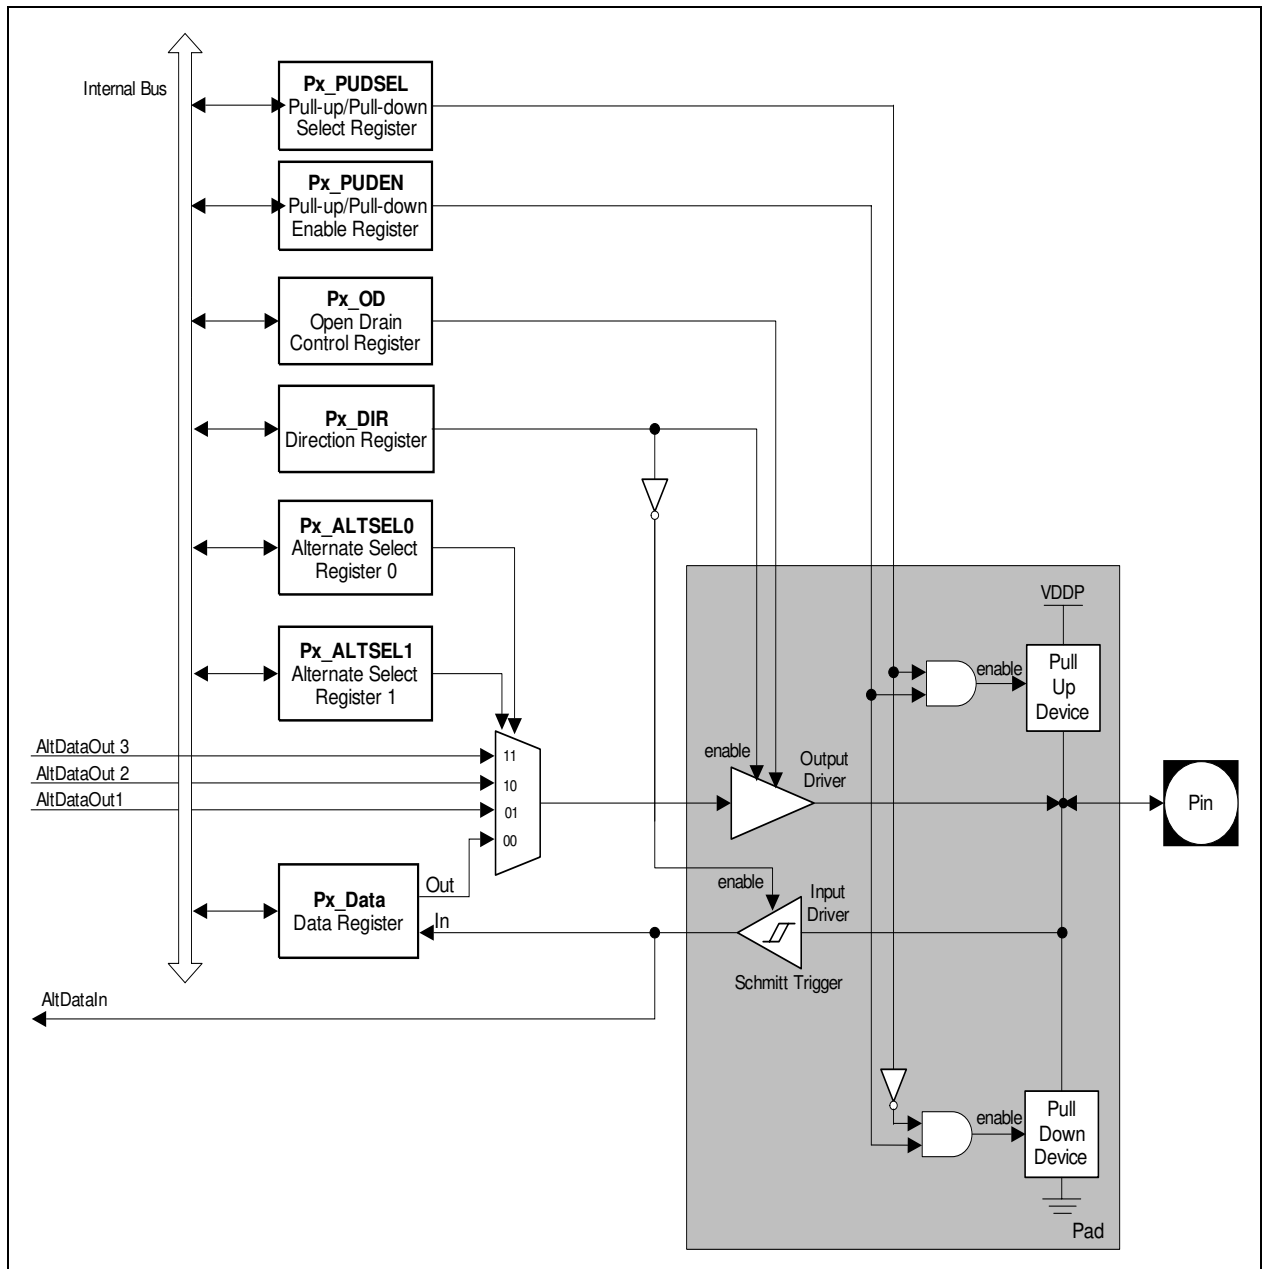 Internal Bus
Px_PUDSEL
Pull-up/Pull-down
Select Register
Px_PUDEN
Pull-up/Pull-down
Enable Register
Px_OD
Open Drain
Control Register
Px_DIR
Direction Register
Px_ALTSEL0
Alternate Select
Register 0
Px_ALTSEL1
Alternate Select
Register 1
AltDataOut 3
AltDataOut 2
AltDataOut1
11
10
01
00
Px_Data
Data Register
Out
In
AltDataIn
enable
Output
Driver
enable
Input
Driver
Schmitt Trigger
VDDP
enable
Pull
Up
Device
Pin
enable
Pull
Down
Device
Pad